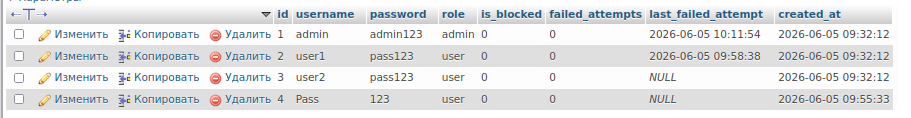 ←T→ id username password role is_blocked failed_attempts last_failed_attempt created_at
Изменить Копировать Удалить 1 admin admin123 admin 0 0 2026-06-05 10:11:54 2026-06-05 09:32:12
Изменить Копировать Удалить 2 user1 pass123 user 0 0 2026-06-05 09:58:38 2026-06-05 09:32:12
Изменить Копировать Удалить 3 user2 pass123 user 0 0 NULL 2026-06-05 09:32:12
Изменить Копировать Удалить 4 Pass 123 user 0 0 NULL 2026-06-05 09:55:33